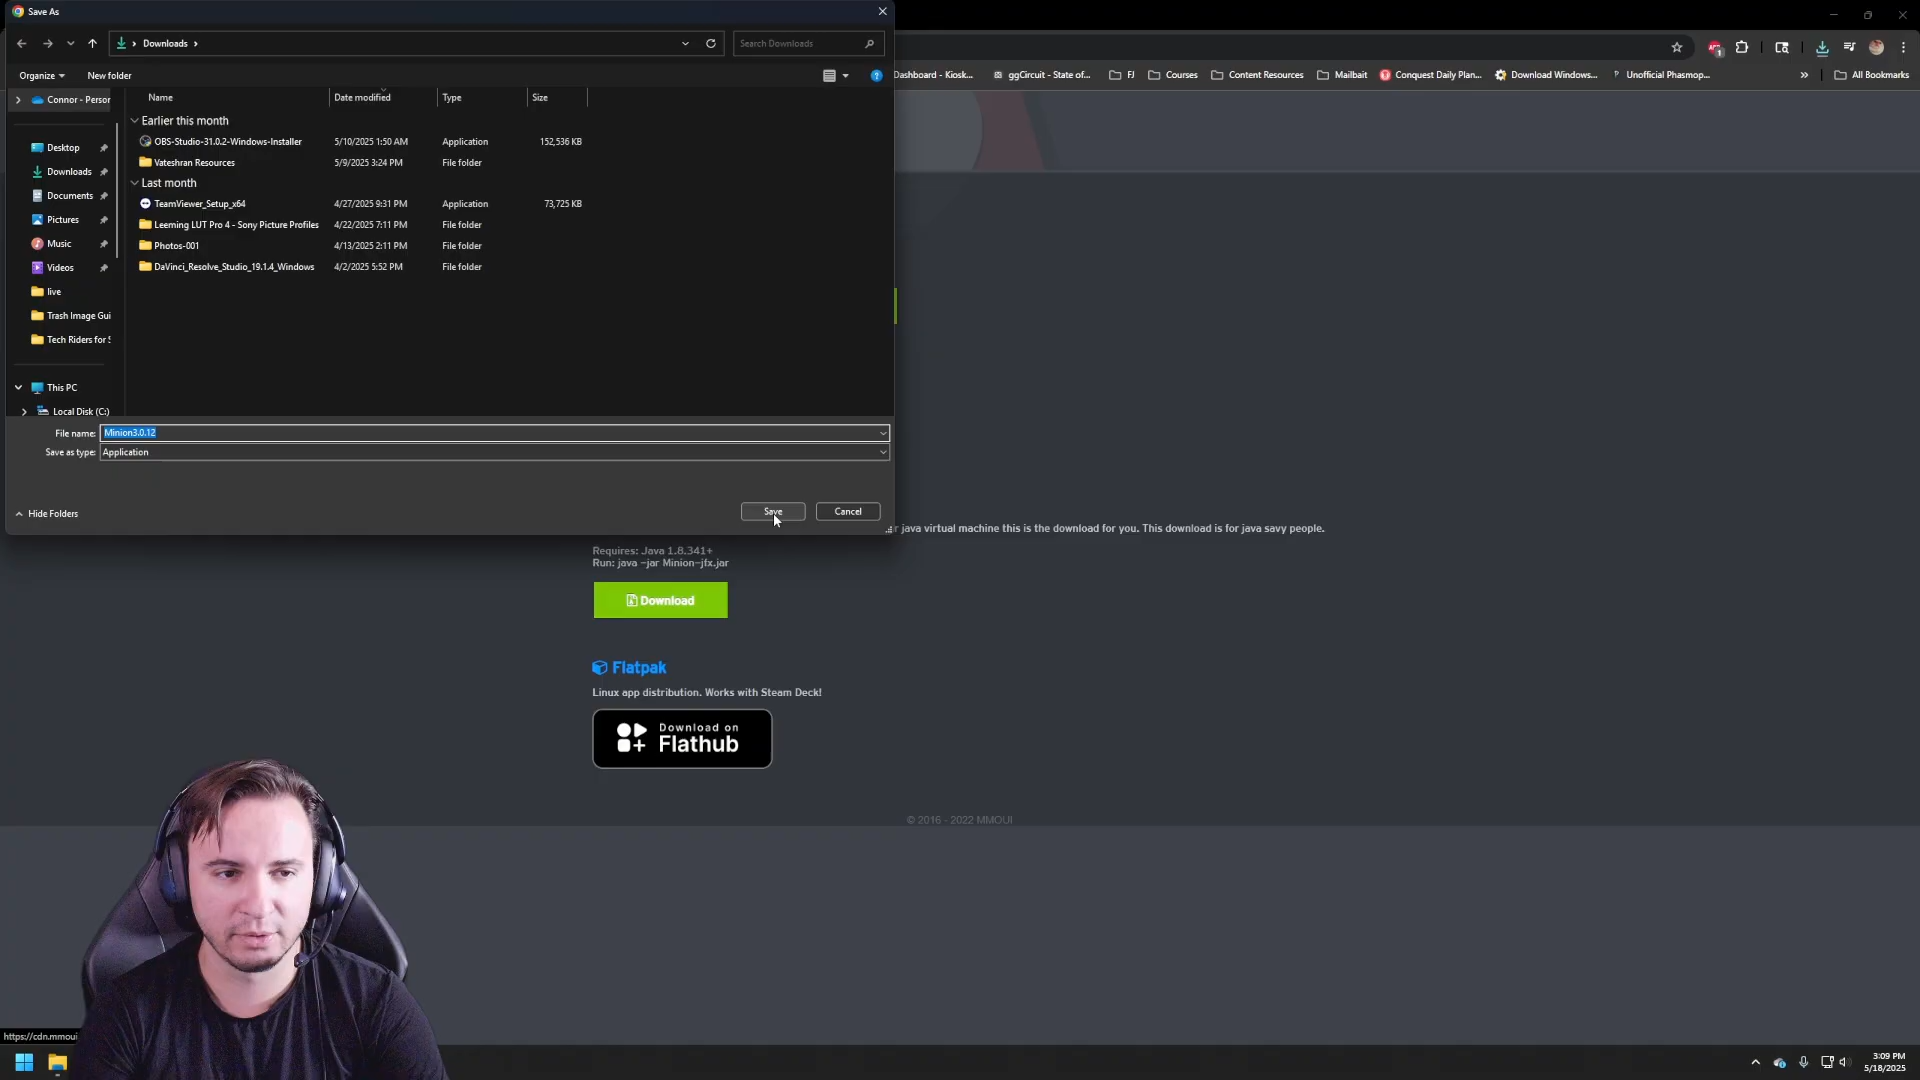 Save As
Downloads
Search Downloads
Organize
New folder
?
Dashboard - Kiosk...
ggCircuit - State of...
FJ
Courses
Content Resources
Mailbait
Conquest Daily Plan...
Download Windows...
Unofficial Phasmop...
»
All Bookmarks
Connor - Person
Name
Date modified
Type
Size
Earlier this month
OBS-Studio-31.0.2-Windows-Installer 5/10/2025 1:50 AM Application 152,536 KB
Vateshran Resources 5/9/2025 3:24 PM File folder
Last month
TeamViewer_Setup_x64 4/27/2025 9:31 PM Application 73,725 KB
Leeming LUT Pro 4 - Sony Picture Profiles 4/22/2025 7:11 PM File folder
Photos-001 4/13/2025 2:11 PM File folder
DaVinci_Resolve_Studio_19.1.4_Windows 4/2/2025 5:52 PM File folder
Desktop
Downloads
Documents
Pictures
Music
Videos
live
Trash Image Gui
Tech Riders for S
This PC
Local Disk (C:)
File name: Minion3.0.12
Save as type: Application
Hide Folders
Save
Cancel
r java virtual machine this is the download for you. This download is for java savy people.
Requires: Java 1.8.341+
Run: java -jar Minion-jfx.jar
Download
Flatpak
Linux app distribution. Works with Steam Deck!
Download on
Flathub
© 2016 - 2022 MMOUI
https://cdn.mmoui
3:09 PM
5/18/2025